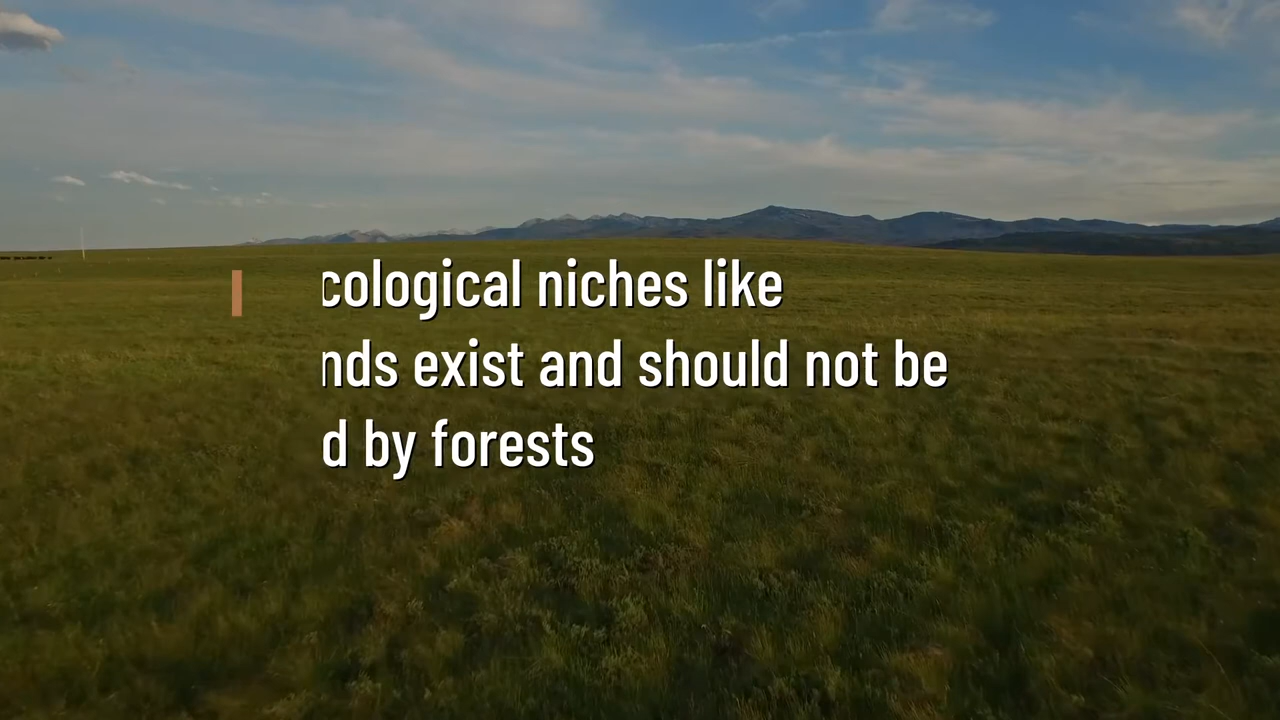 cological niches like
nds exist and should not be
d by forests